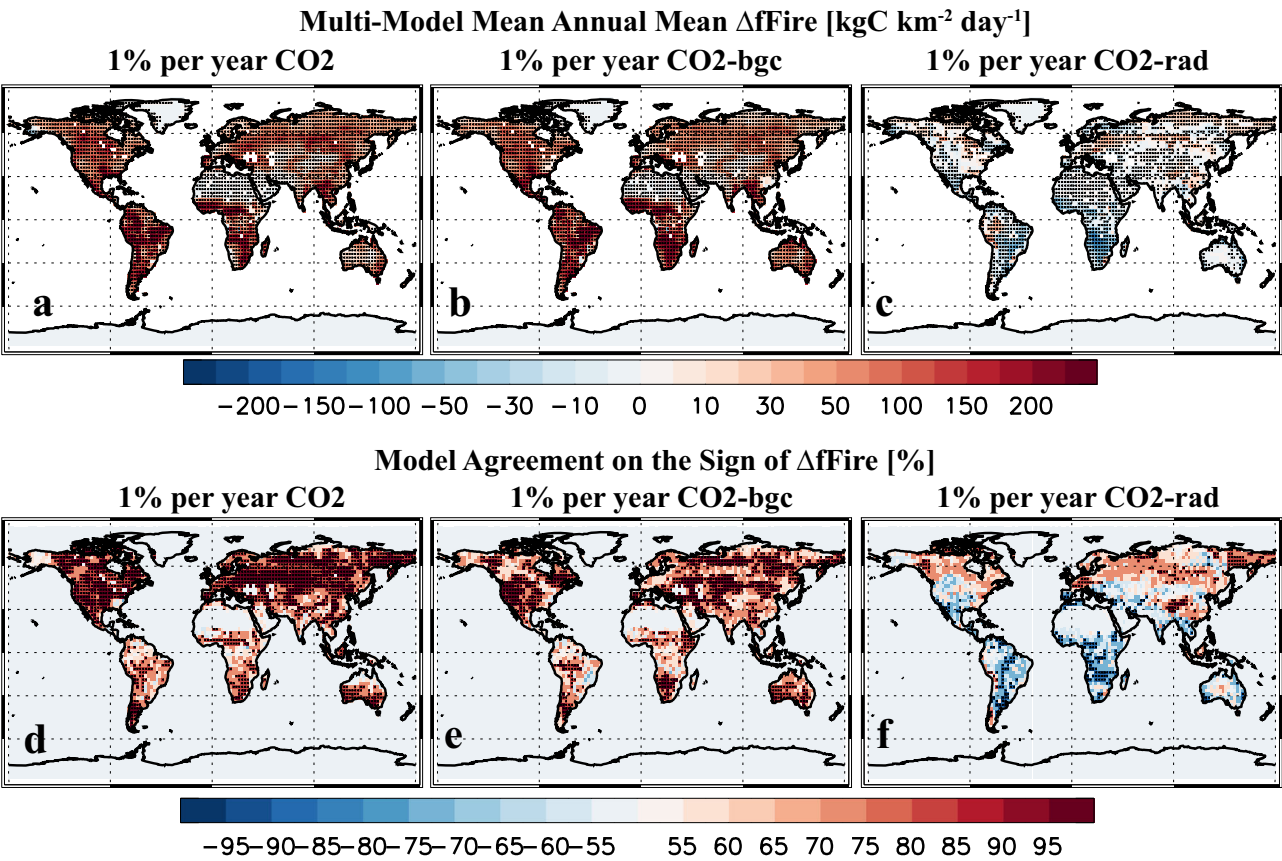 Multi-Model Mean Annual Mean ΔfFire [kgC km⁻² day⁻¹]
1% per year CO2 1% per year CO2-bgc 1% per year CO2-rad
a b c
−200 −150 −100 −50 −30 −10 0 10 30 50 100 150 200
Model Agreement on the Sign of ΔfFire [%]
1% per year CO2 1% per year CO2-bgc 1% per year CO2-rad
d e f
−95 −90 −85 −80 −75 −70 −65 −60 −55 55 60 65 70 75 80 85 90 95